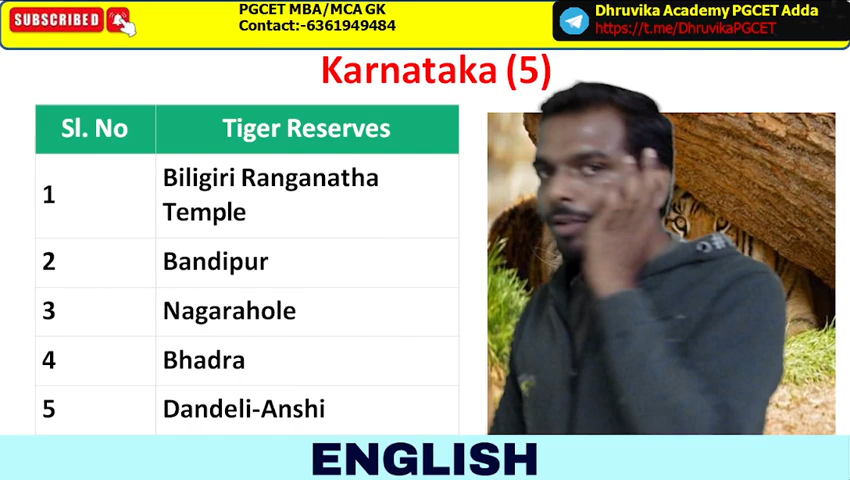 SUBSCRIBED
PGCET MBA/MCA GK
Contact:-6361949484
Dhruvika Academy PGCET Adda
https://t.me/DhruvikaPGCET
Karnataka (5)
Sl. No Tiger Reserves
1 Biligiri Ranganatha
Temple
2 Bandipur
3 Nagarahole
4 Bhadra
5 Dandeli-Anshi
ENGLISH